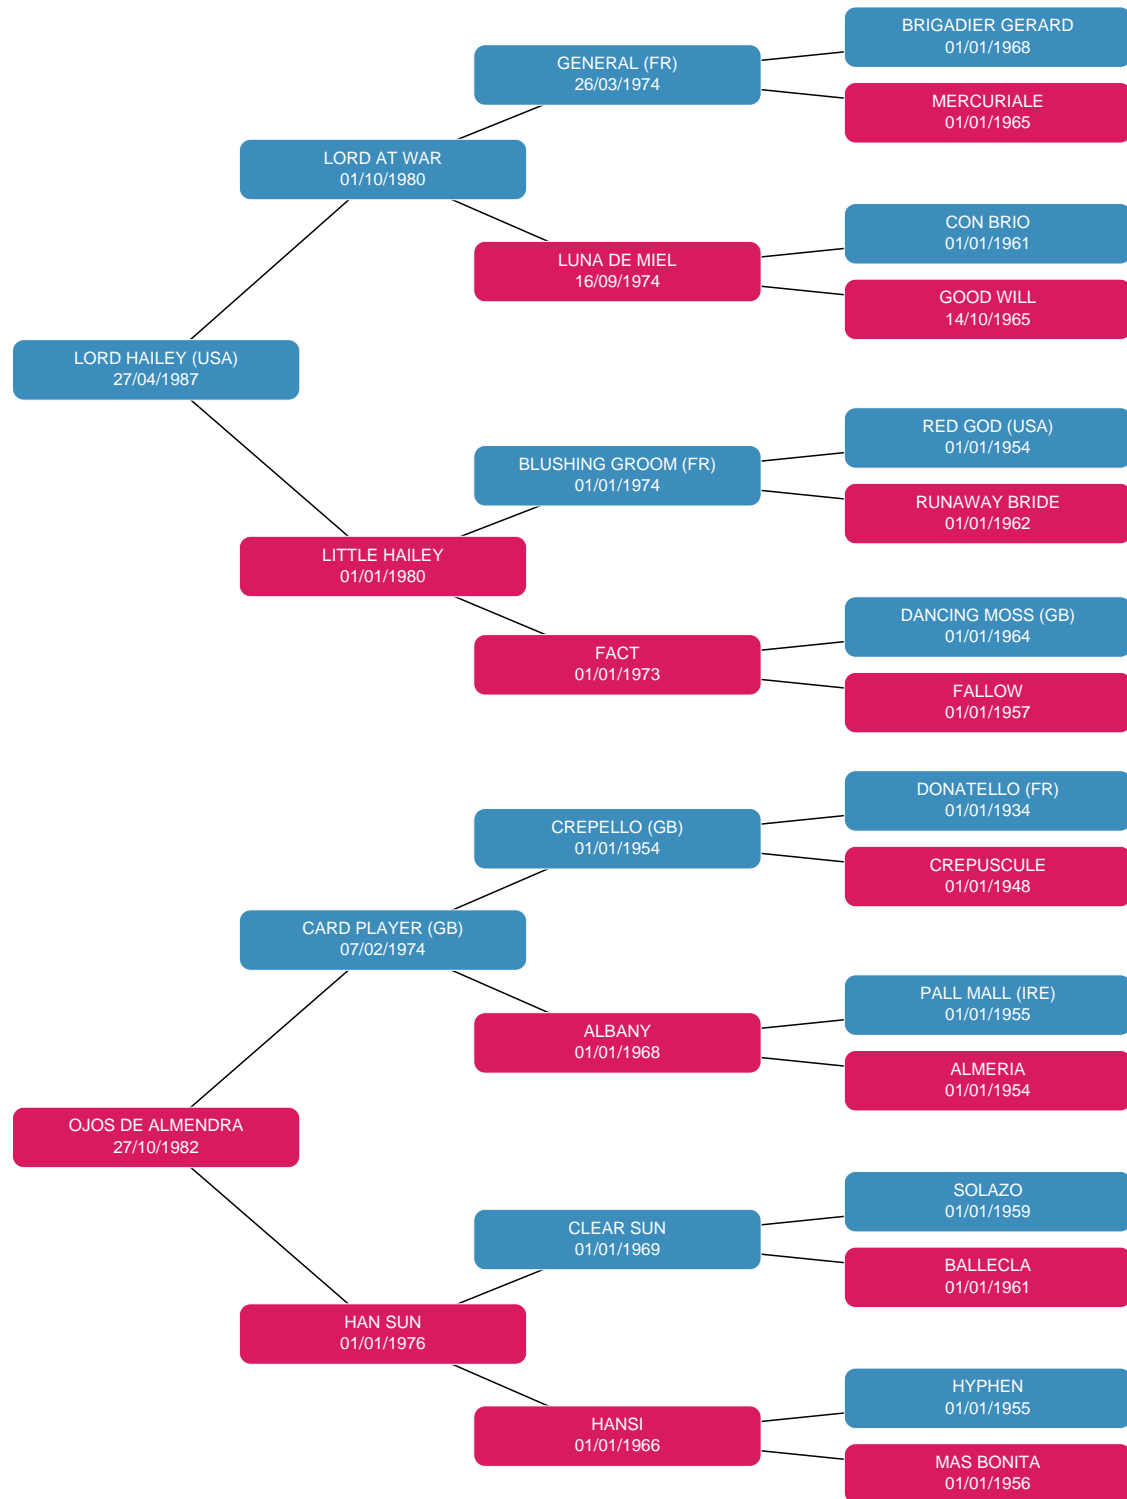 BRIGADIER GERARD
01/01/1968
GENERAL (FR)
26/03/1974
MERCURIALE
01/01/1965
LORD AT WAR
01/10/1980
CON BRIO
01/01/1961
LUNA DE MIEL
16/09/1974
GOOD WILL
14/10/1965
LORD HAILEY (USA)
27/04/1987
RED GOD (USA)
01/01/1954
BLUSHING GROOM (FR)
01/01/1974
RUNAWAY BRIDE
01/01/1962
LITTLE HAILEY
01/01/1980
DANCING MOSS (GB)
01/01/1964
FACT
01/01/1973
FALLOW
01/01/1957
DONATELLO (FR)
01/01/1934
CREPELLO (GB)
01/01/1954
CREPUSCULE
01/01/1948
CARD PLAYER (GB)
07/02/1974
PALL MALL (IRE)
01/01/1955
ALBANY
01/01/1968
ALMERIA
01/01/1954
OJOS DE ALMENDRA
27/10/1982
SOLAZO
01/01/1959
CLEAR SUN
01/01/1969
BALLECLA
01/01/1961
HAN SUN
01/01/1976
HYPHEN
01/01/1955
HANSI
01/01/1966
MAS BONITA
01/01/1956